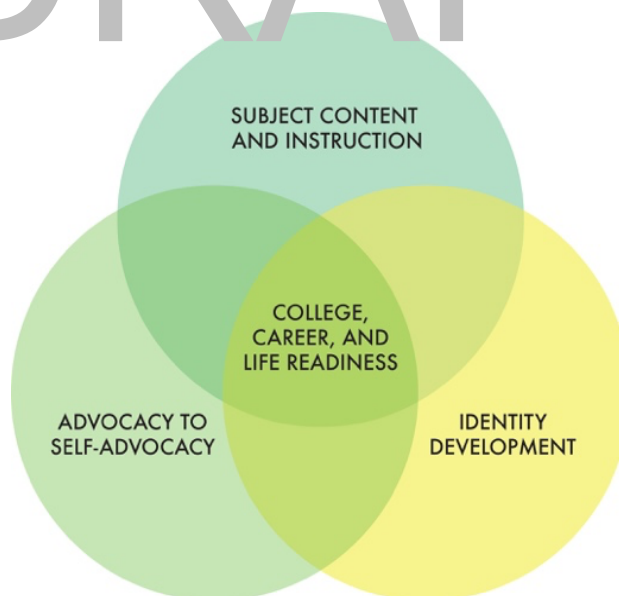 SUBJECT CONTENT
AND INSTRUCTION
COLLEGE,
CAREER, AND
LIFE READINESS
ADVOCACY TO
SELF-ADVOCACY
IDENTITY
DEVELOPMENT